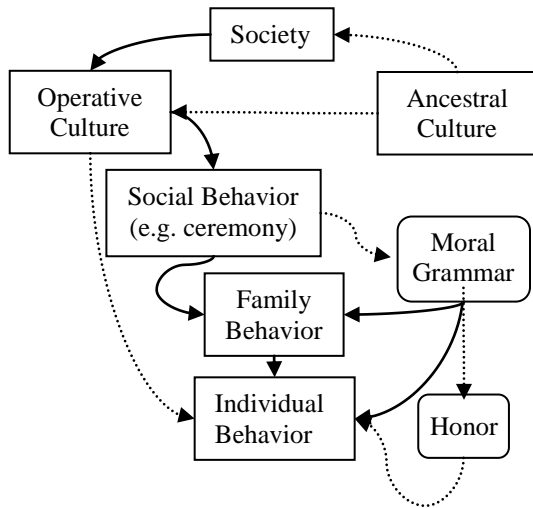 Society
Operative
Culture
Ancestral
Culture
Social Behavior
(e.g. ceremony)
Moral
Grammar
Family
Behavior
Individual
Behavior
Honor